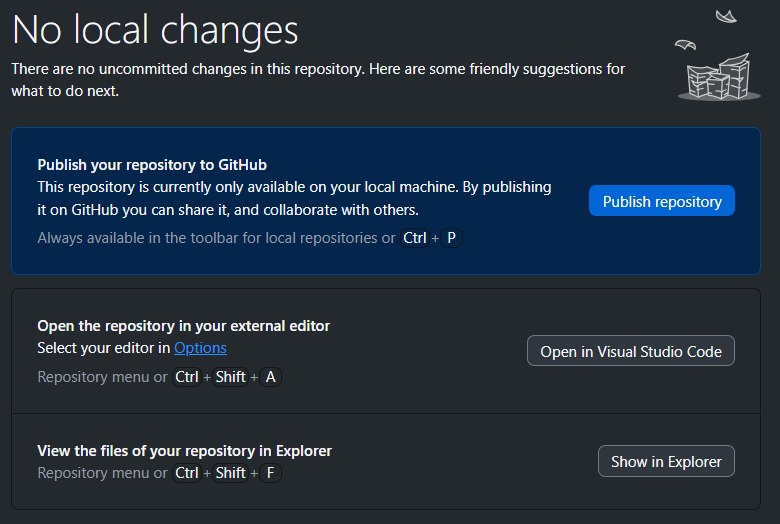 No local changes
There are no uncommitted changes in this repository. Here are some friendly suggestions for
what to do next.
Publish your repository to GitHub
This repository is currently only available on your local machine. By publishing
it on GitHub you can share it, and collaborate with others.
Always available in the toolbar for local repositories or Ctrl + P
Publish repository
Open the repository in your external editor
Select your editor in Options
Repository menu or Ctrl + Shift + A
Open in Visual Studio Code
View the files of your repository in Explorer
Repository menu or Ctrl + Shift + F
Show in Explorer